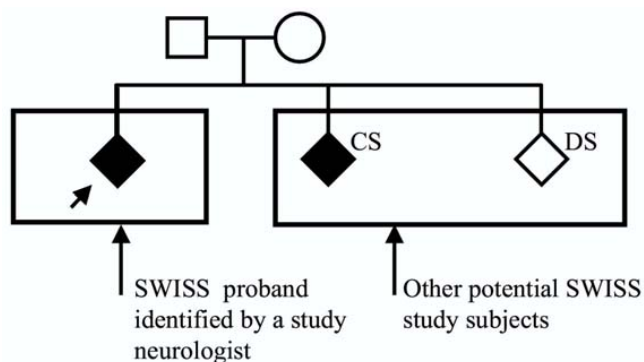 CS
DS
SWISS proband
identified by a study
neurologist
Other potential SWISS
study subjects